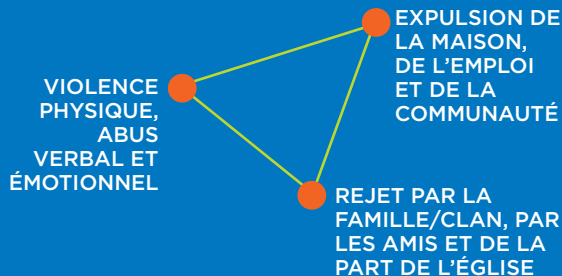 EXPULSION DE
LA MAISON,
DE L'EMPLOI
ET DE LA
COMMUNAUTÉ
VIOLENCE
PHYSIQUE,
ABUS
VERBAL ET
ÉMOTIONNEL
REJET PAR LA
FAMILLE/CLAN, PAR
LES AMIS ET DE LA
PART DE L'ÉGLISE